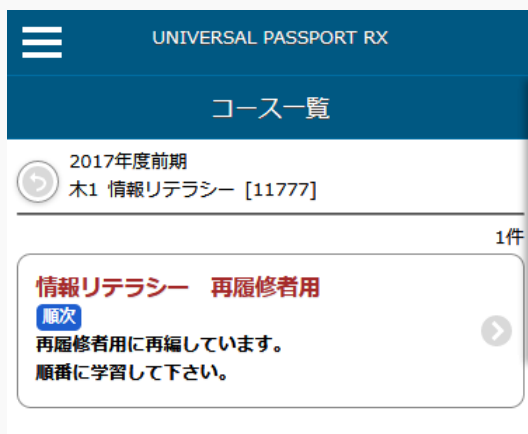 UNIVERSAL PASSPORT RX
コース一覧
2017年度前期
木1 情報リテラシー [11777]
1件
情報リテラシー　再履修者用
順次
再履修者用に再編しています。
順番に学習して下さい。